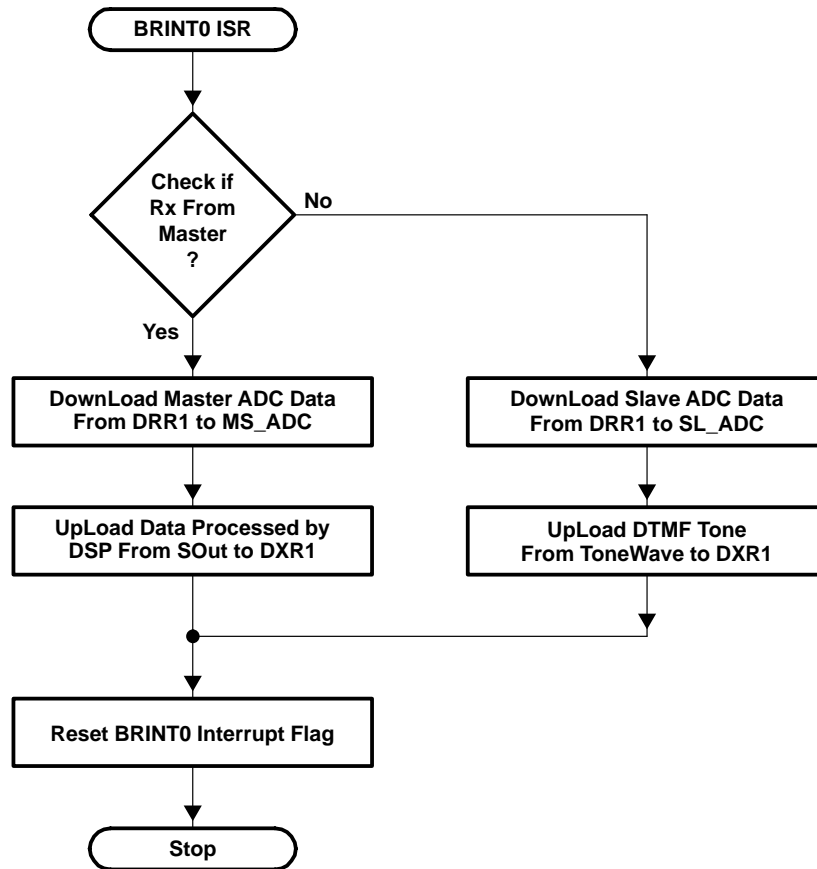 BRINT0 ISR
Check if
Rx From
Master
?
No
Yes
DownLoad Master ADC Data
From DRR1 to MS_ADC
DownLoad Slave ADC Data
From DRR1 to SL_ADC
UpLoad Data Processed by
DSP From SOut to DXR1
UpLoad DTMF Tone
From ToneWave to DXR1
Reset BRINT0 Interrupt Flag
Stop